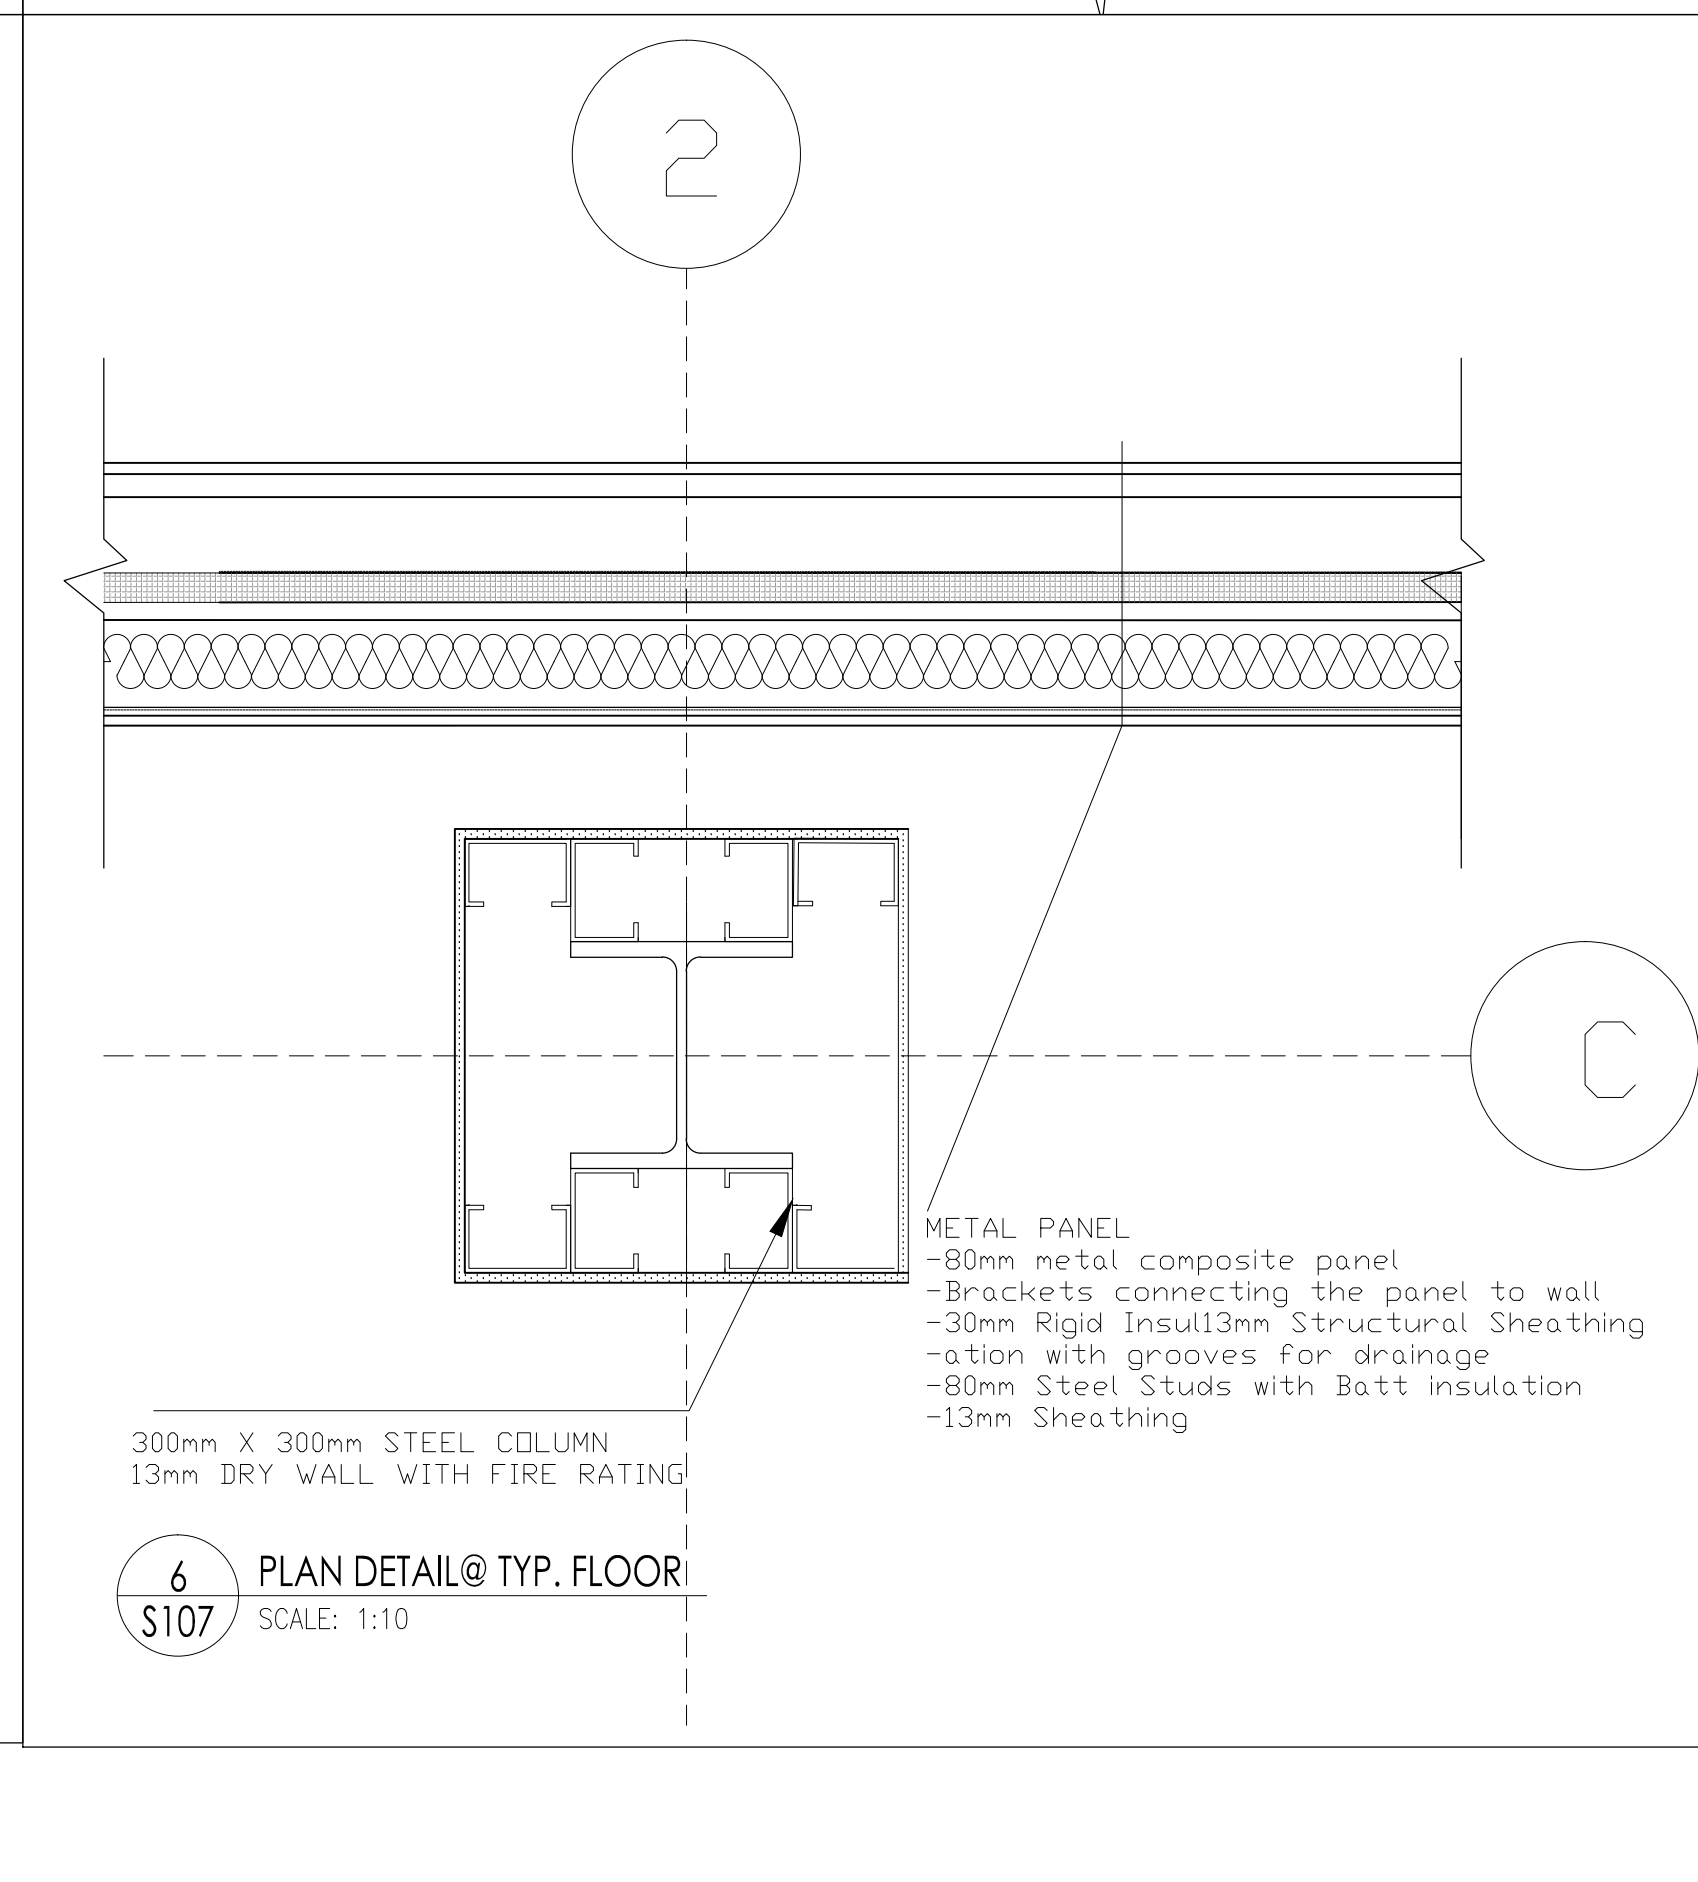 2
C
METAL PANEL
-80mm metal composite panel
-Brackets connecting the panel to wall
-30mm Rigid Insul13mm Structural Sheathing
-ation with grooves for drainage
-80mm Steel Studs with Batt insulation
-13mm Sheathing
300mm X 300mm STEEL COLUMN
13mm DRY WALL WITH FIRE RATING
6
S107
PLAN DETAIL@ TYP. FLOOR
SCALE: 1:10